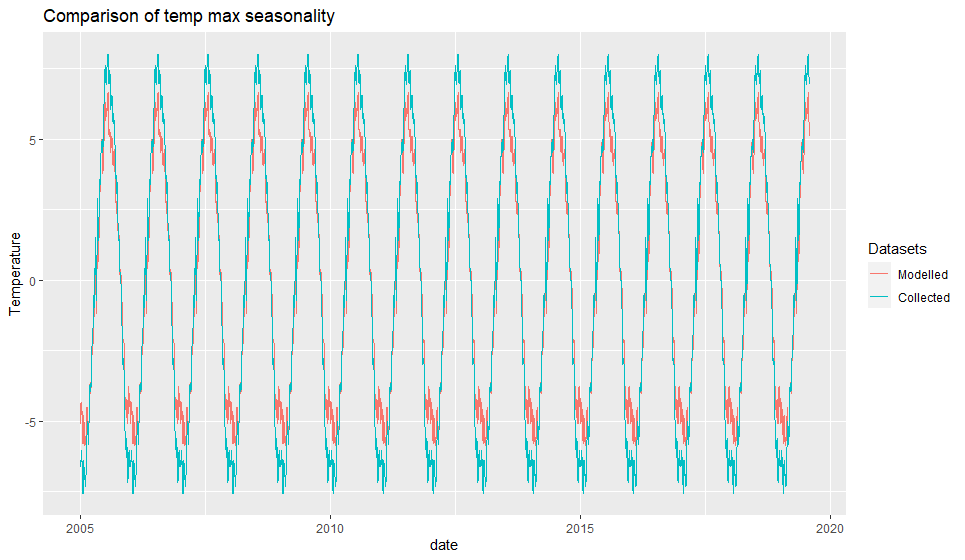 Comparison of temp max seasonality
Temperature
5
0
-5
2005
2010
2015
2020
date
Datasets
Modelled
Collected